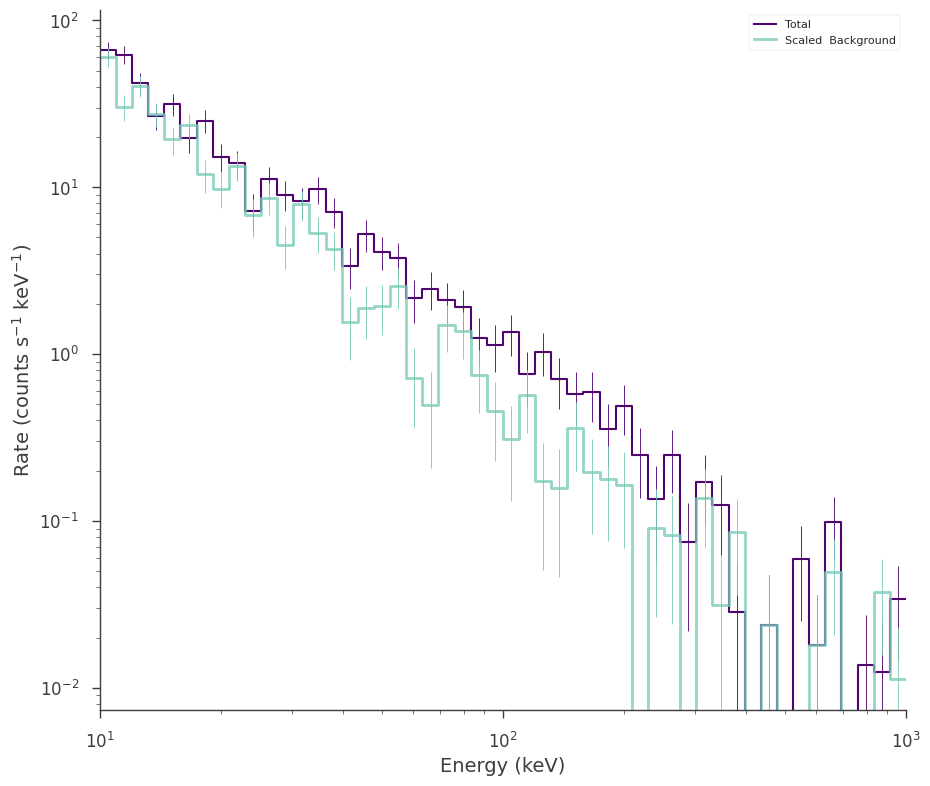 Total
Scaled  Background
10²
10¹
10⁰
10⁻¹
10⁻²
Rate (counts s⁻¹ keV⁻¹)
10¹
10²
10³
Energy (keV)